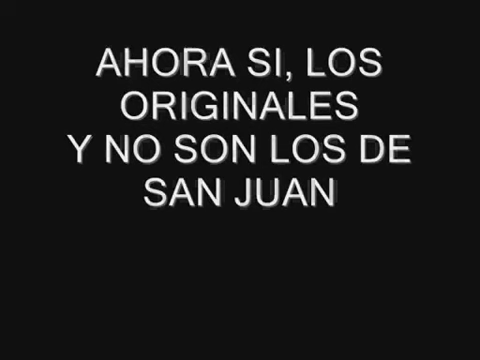 AHORA SI, LOS
ORIGINALES
Y NO SON LOS DE
SAN JUAN